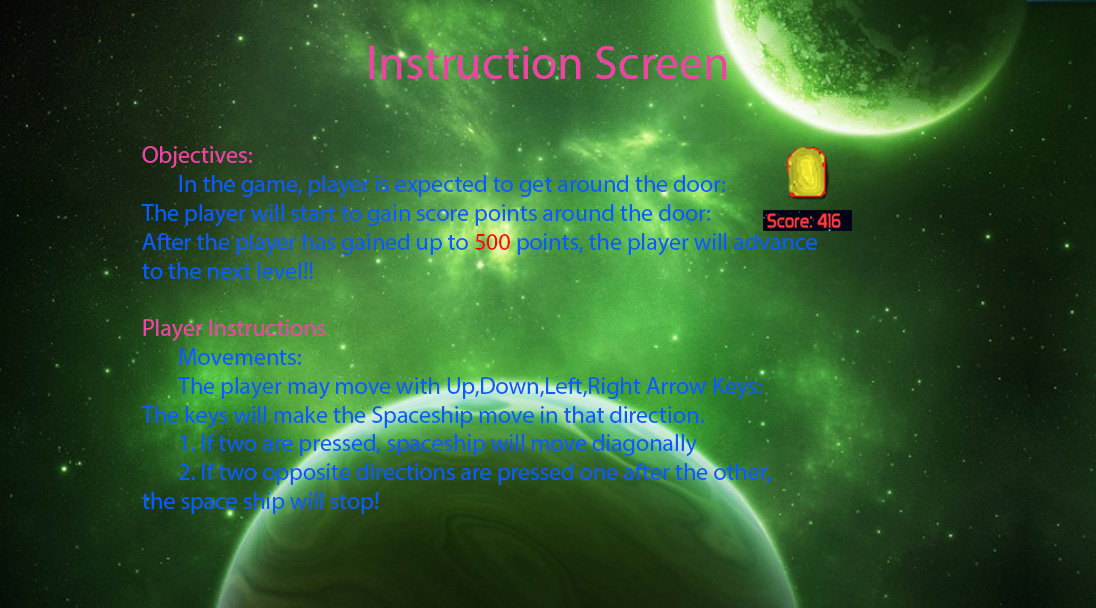 Instruction Screen
Objectives:
In the game, player is expected to get around the door:
The player will start to gain score points around the door:
Score: 416
After the player has gained up to 500 points, the player will advance
to the next level!!
Player Instructions
Movements:
The player may move with Up,Down,Left,Right Arrow Keys:
The keys will make the Spaceship move in that direction.
1. If two are pressed, spaceship will move diagonally
2. If two opposite directions are pressed one after the other,
the space ship will stop!